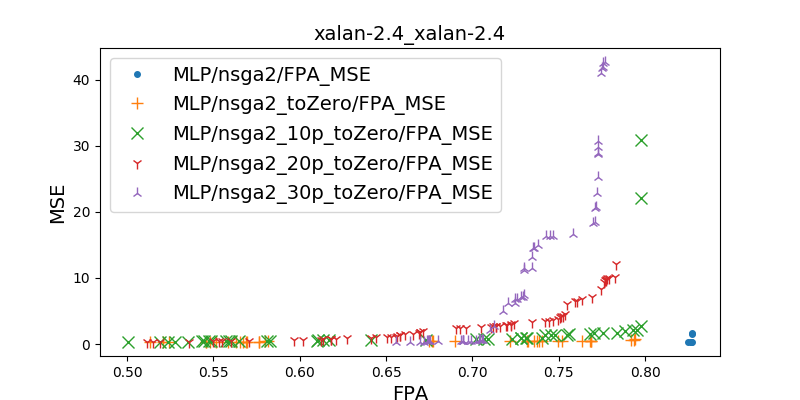 xalan-2.4_xalan-2.4
MLP/nsga2/FPA_MSE
MLP/nsga2_toZero/FPA_MSE
MLP/nsga2_10p_toZero/FPA_MSE
MLP/nsga2_20p_toZero/FPA_MSE
MLP/nsga2_30p_toZero/FPA_MSE
MSE
40
30
20
10
0
0.50 0.55 0.60 0.65 0.70 0.75 0.80
FPA